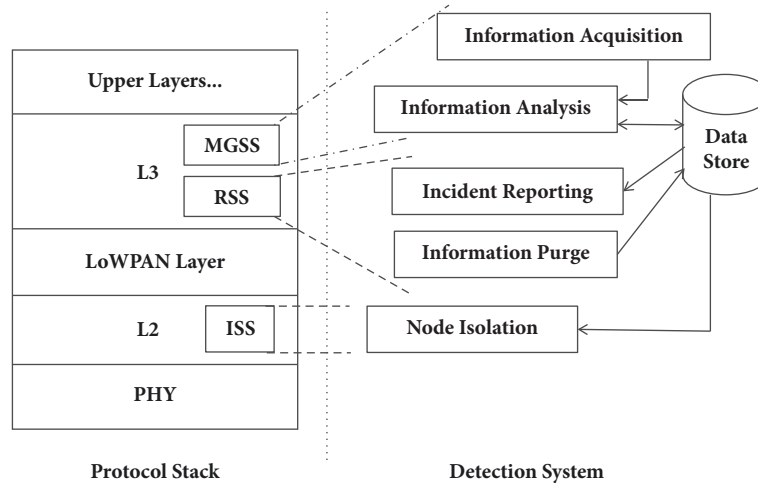 Upper Layers...
L3
MGSS
RSS
LoWPAN Layer
L2
ISS
PHY
Protocol Stack
Information Acquisition
Information Analysis
Data
Store
Incident Reporting
Information Purge
Node Isolation
Detection System